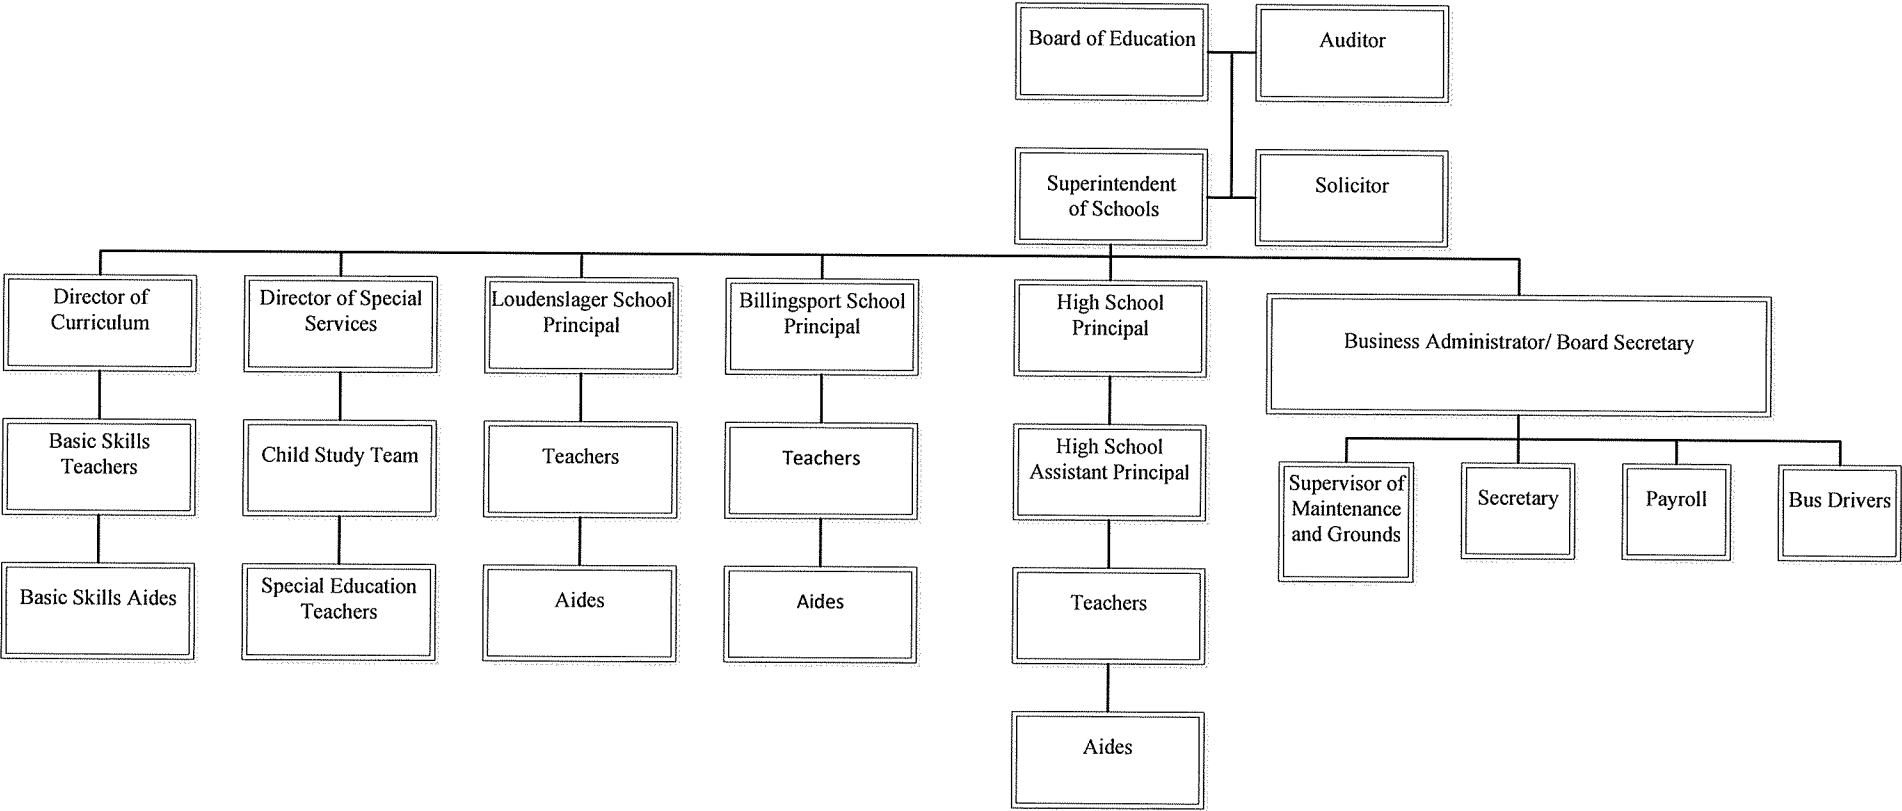 Board of Education
Auditor
Superintendent
of Schools
Solicitor
Director of
Curriculum
Director of Special
Services
Loudenslager School
Principal
Billingsport School
Principal
High School
Principal
Business Administrator/ Board Secretary
Basic Skills
Teachers
Child Study Team
Teachers
Teachers
High School
Assistant Principal
Supervisor of
Maintenance
and Grounds
Secretary
Payroll
Bus Drivers
Basic Skills Aides
Special Education
Teachers
Aides
Aides
Teachers
Aides